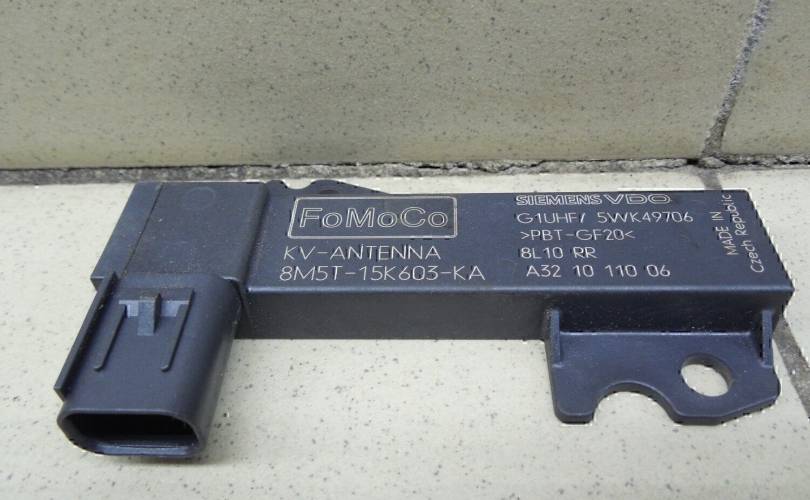 FoMoCo
KV-ANTENNA
8M5T-15K603-KA
SIEMENS VDO
G1UHF/ 5WK49706
>PBT-GF20<
8L10 RR
A32 10 110 06
MADE IN
Czech Republic